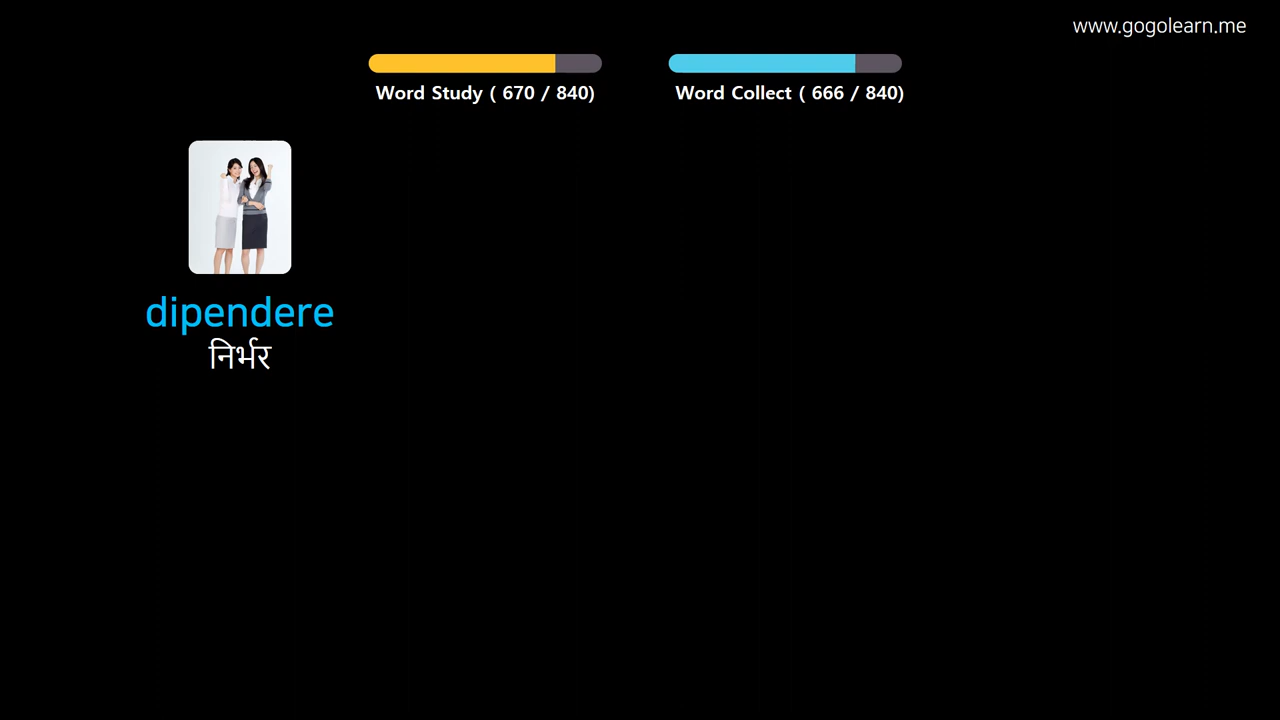 www.gogolearn.me
Word Study ( 670 / 840)
Word Collect ( 666 / 840)
dipendere
निर्भर